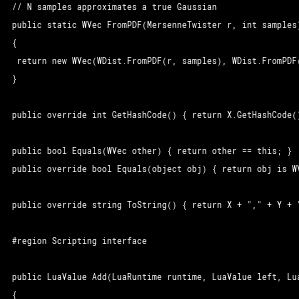 // N samples approximates a true Gaussian
public static WVec FromPDF(MersenneTwister r, int samples)
{
return new WVec(WDist.FromPDF(r, samples), WDist.FromPDF(
}
public override int GetHashCode() { return X.GetHashCode()
public bool Equals(WVec other) { return other == this; }
public override bool Equals(object obj) { return obj is WV
public override string ToString() { return X + "," + Y + "
#region Scripting interface
public LuaValue Add(LuaRuntime runtime, LuaValue left, Lua
{